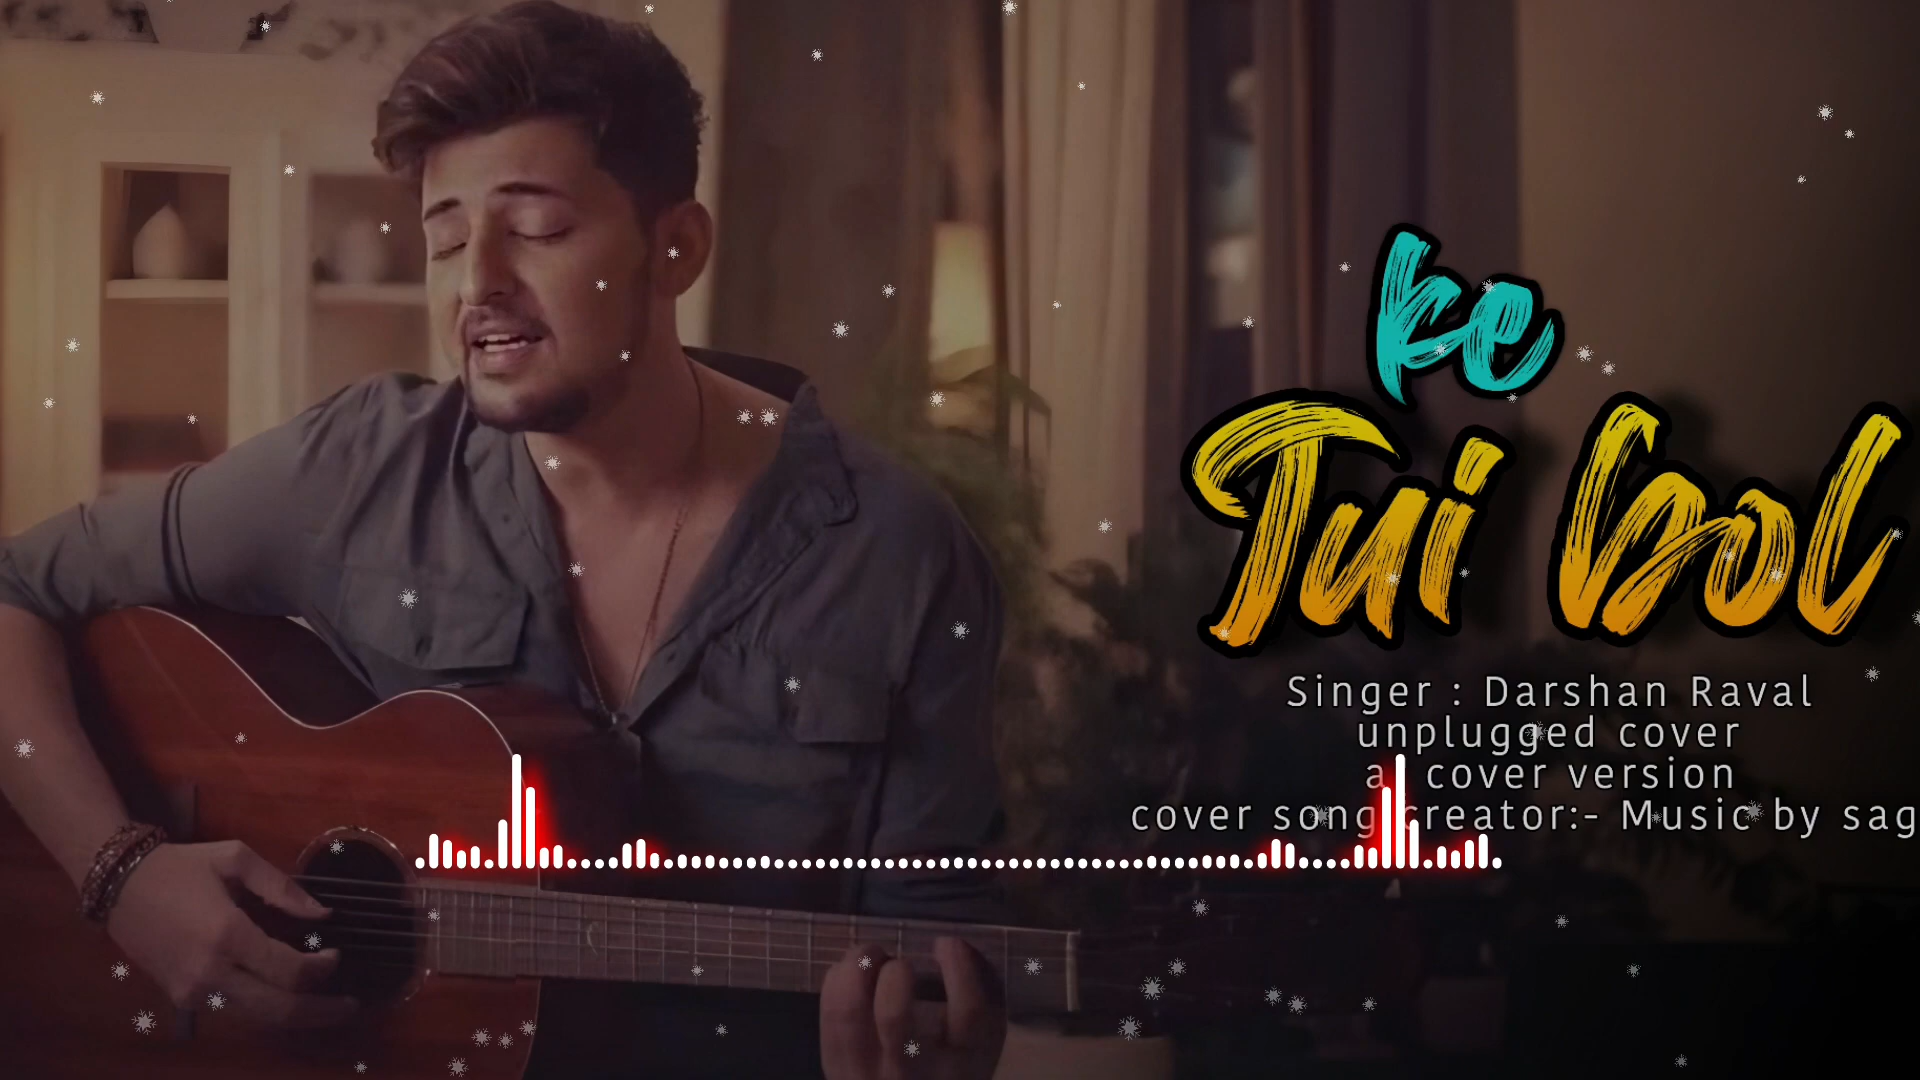 ke
Tui bol
Singer : Darshan Raval
unplugged cover
cover version
cover song creator:- Music by sag